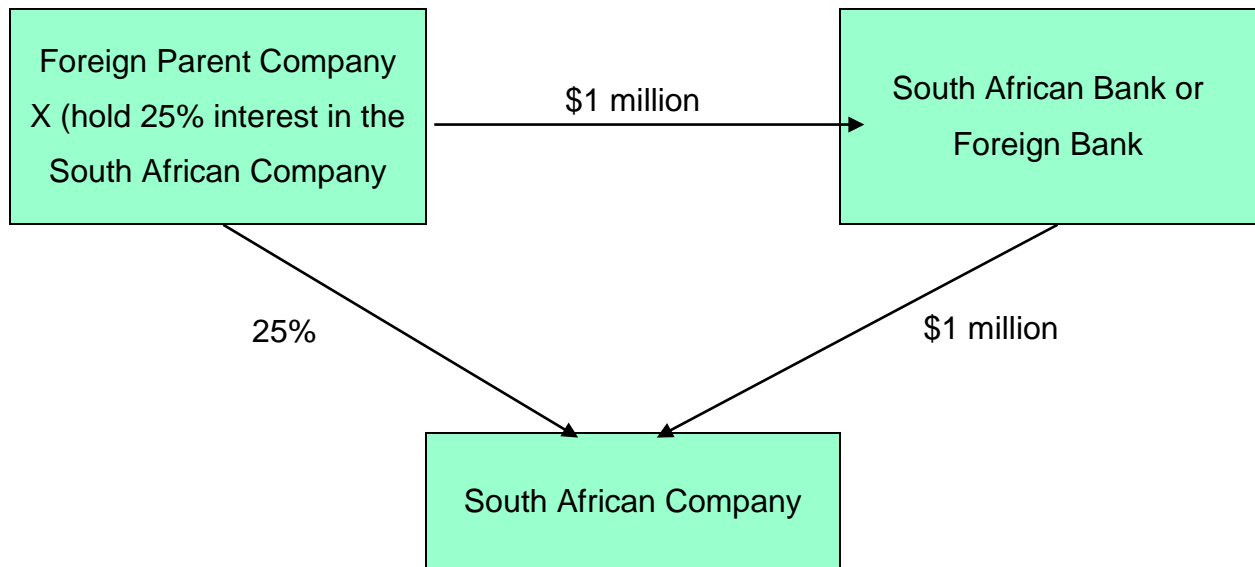 Foreign Parent Company
X (hold 25% interest in the
South African Company
$1 million
South African Bank or
Foreign Bank
25%
$1 million
South African Company